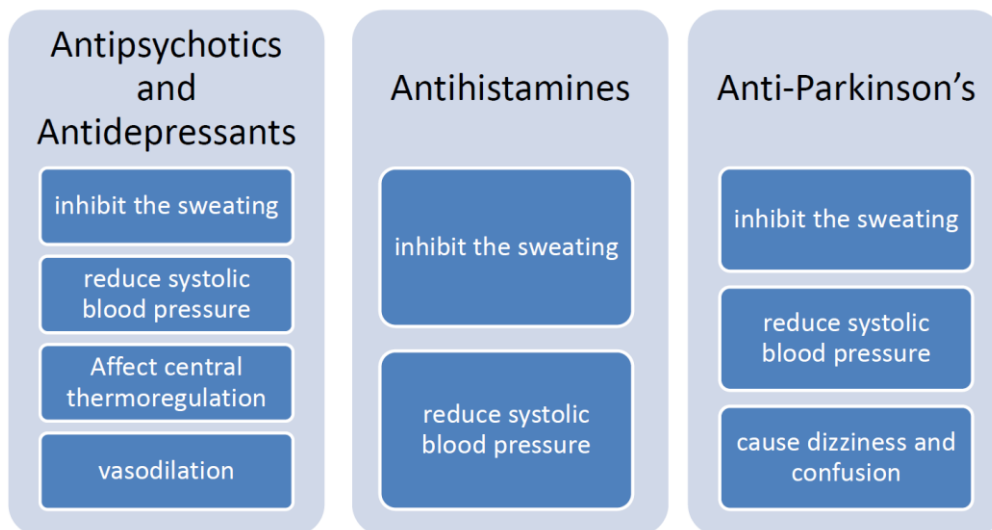 Antipsychotics
and
Antidepressants
inhibit the sweating
reduce systolic
blood pressure
Affect central
thermoregulation
vasodilation
Antihistamines
inhibit the sweating
reduce systolic
blood pressure
Anti-Parkinson’s
inhibit the sweating
reduce systolic
blood pressure
cause dizziness and
confusion